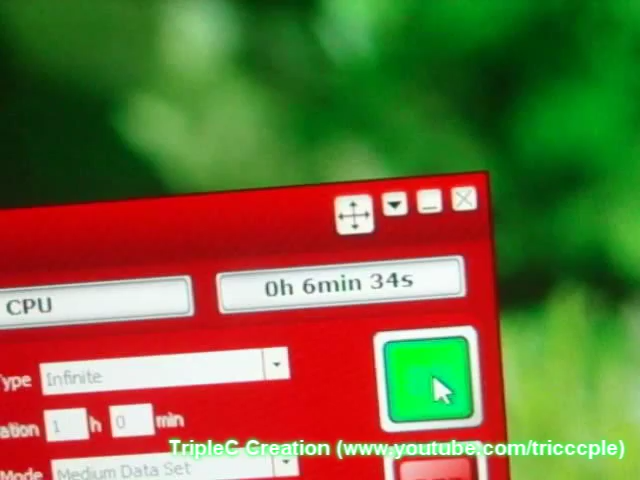 CPU
0h 6min 34s
Type Infinite
ation 1 h 0 min
Mode Medium Data Set
TripleC Creation (www.youtube.com/tricccple)